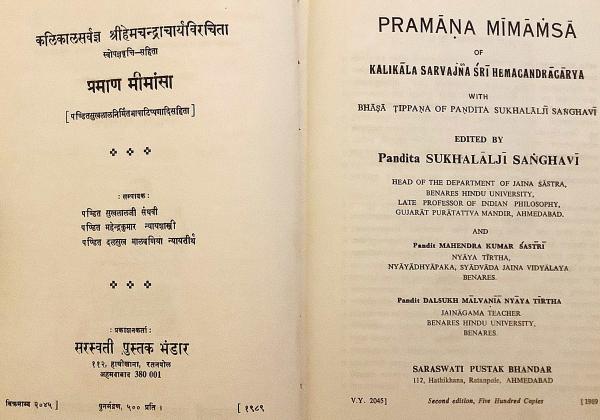 कलिकालसर्वज्ञ श्रीहेमचन्द्राचार्यविरचिता
स्वोपज्ञवृत्ति-सहिता
प्रमाण मीमांसा
[ पण्डितसुखलालनिर्मितभाषाटिप्पणादिसहिता ]
: सम्पादक :
पण्डित सुखलालजी संघवी
पण्डित महेन्द्रकुमार न्यायशास्त्री
पण्डित दलसुख मालवणिया न्यायतीर्थ
: प्रकाशनकर्ता :
सरस्वती पुस्तक भंडार
११२, हाथीखाना, रतनपोल
अहमदाबाद 380 001
विक्रमाब्द २०४५ ] पुनर्मुद्रण, ५०० प्रति । [ १९८९
PRAMĀṆA MĪMĀṀSĀ
OF
KALIKĀLA SARVAJÑA ŚRĪ HEMACANDRĀCĀRYA
WITH
BHĀṢĀ ṬIPPAṆA OF PAṆDITA SUKHALĀLJĪ SAṄGHAVĪ
EDITED BY
Pandita SUKHALĀLJĪ SAṄGHAVĪ
HEAD OF THE DEPARTMENT OF JAINA ŚĀSTRA,
BENARES HINDU UNIVERSITY,
LATE PROFESSOR OF INDIAN PHILOSOPHY,
GUJARĀT PURĀTATTVA MANDIR, AHMEDABAD.
AND
Pandit MAHENDRA KUMAR ŚASTRĪ
NYĀYA TĪRTHA,
NYĀYĀDHYĀPAKA, SYĀDVĀDA JAINA VIDYĀLAYA
BENARES.
Pandit DALSUKH MĀLVAṆIĀ NYĀYA TĪRTHA
JAINĀGAMA TEACHER
BENARES HINDU UNIVERSITY,
BENARES.
SARASWATI PUSTAK BHANDAR
112, Hathikhana, Ratanpole, AHMEDABAD
V.Y. 2045] Second edition, Five Hundred Copies [1989